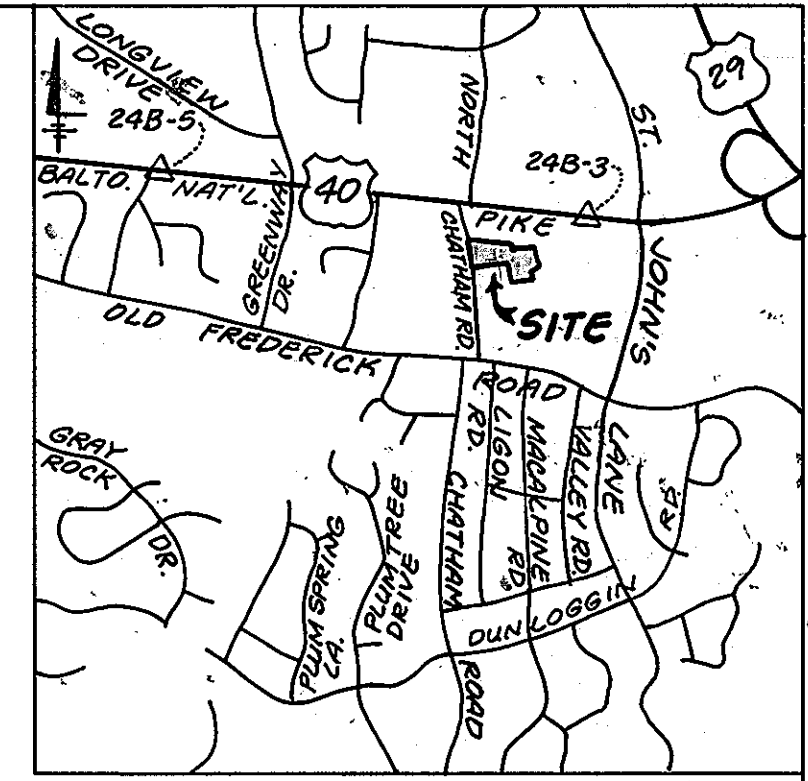 LONGVIEW
DRIVE
24B-5
BALTO. NAT'L.
40
PIKE
GREENWAY
DR.
NORTH
24B-3
ST.
JOHN'S
LANE
29
CHATHAM RD.
SITE
OLD FREDERICK
ROAD
GRAY
ROCK
DR.
PLUM SPRING
LA.
PLUM TREE
DRIVE
CHATHAM
ROAD
RD.
LIGON
RD.
MACALPINE
VALLEY RD.
DUNLOGGIN
RD.